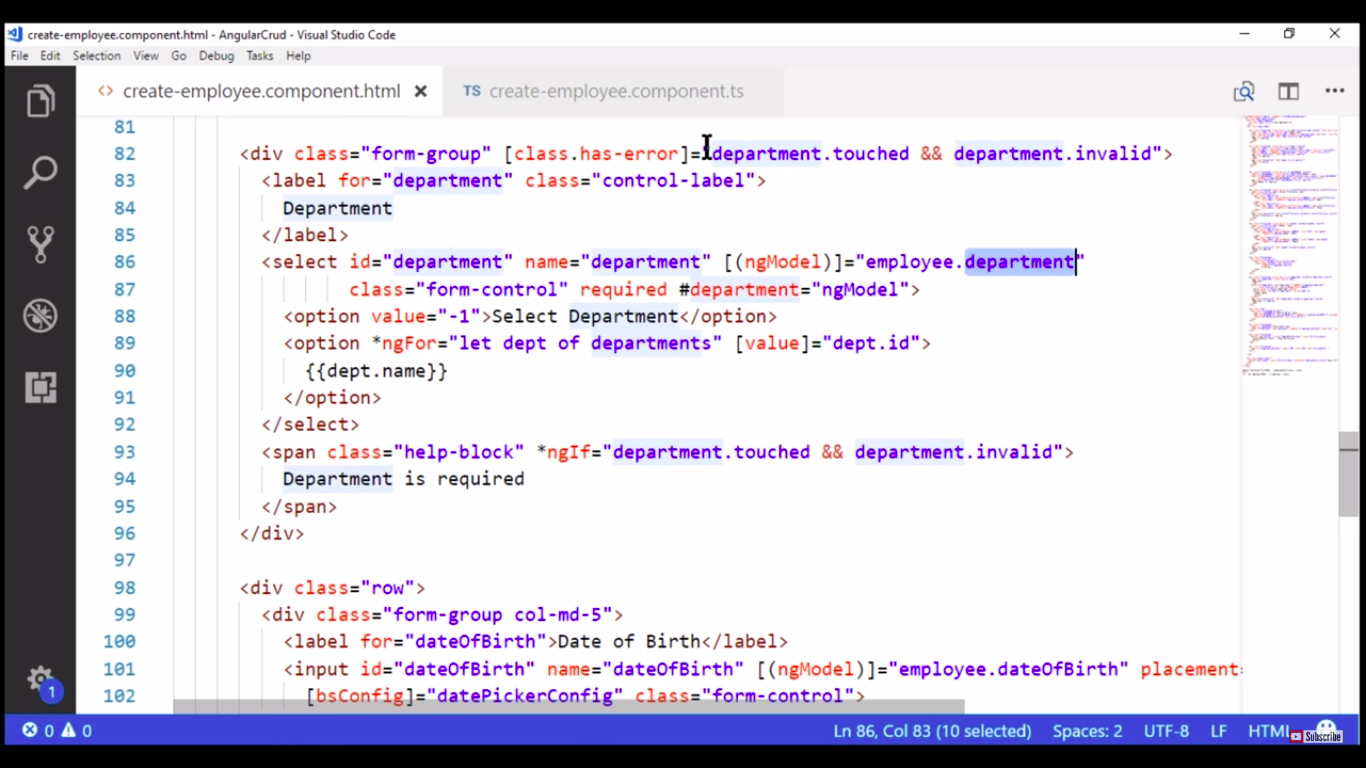 create-employee.component.html - AngularCrud - Visual Studio Code
File Edit Selection View Go Debug Tasks Help
<> create-employee.component.html × TS create-employee.component.ts
81
82 <div class="form-group" [class.has-error]="department.touched && department.invalid">
83 <label for="department" class="control-label">
84 Department
85 </label>
86 <select id="department" name="department" [(ngModel)]="employee.department"
87 class="form-control" required #department="ngModel">
88 <option value="-1">Select Department</option>
89 <option *ngFor="let dept of departments" [value]="dept.id">
90 {{dept.name}}
91 </option>
92 </select>
93 <span class="help-block" *ngIf="department.touched && department.invalid">
94 Department is required
95 </span>
96 </div>
97
98 <div class="row">
99 <div class="form-group col-md-5">
100 <label for="dateOfBirth">Date of Birth</label>
101 <input id="dateOfBirth" name="dateOfBirth" [(ngModel)]="employee.dateOfBirth" placement=
102 [bsConfig]="datePickerConfig" class="form-control">
1
0 0 Ln 86, Col 83 (10 selected) Spaces: 2 UTF-8 LF HTML Subscribe